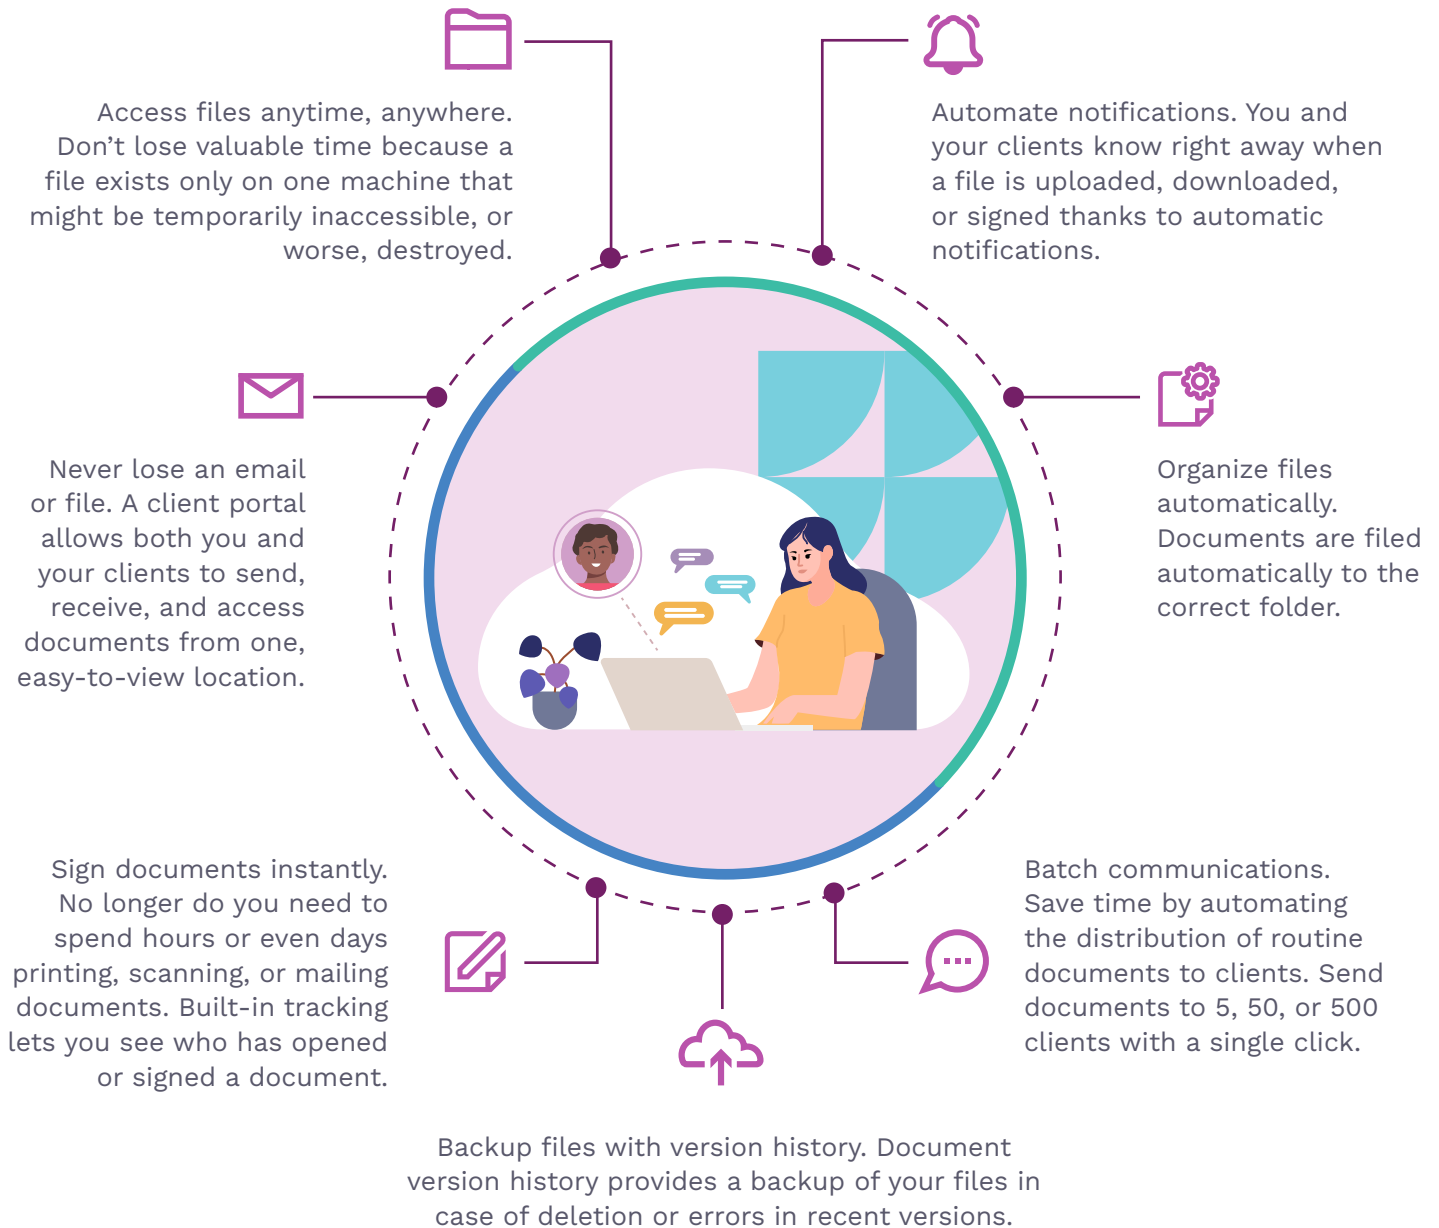 Access files anytime, anywhere.
Don’t lose valuable time because a
file exists only on one machine that
might be temporarily inaccessible, or
worse, destroyed.
Automate notifications. You and
your clients know right away when
a file is uploaded, downloaded,
or signed thanks to automatic
notifications.
Never lose an email
or file. A client portal
allows both you and
your clients to send,
receive, and access
documents from one,
easy-to-view location.
Organize files
automatically.
Documents are filed
automatically to the
correct folder.
Sign documents instantly.
No longer do you need to
spend hours or even days
printing, scanning, or mailing
documents. Built-in tracking
lets you see who has opened
or signed a document.
Batch communications.
Save time by automating
the distribution of routine
documents to clients. Send
documents to 5, 50, or 500
clients with a single click.
Backup files with version history. Document
version history provides a backup of your files in
case of deletion or errors in recent versions.